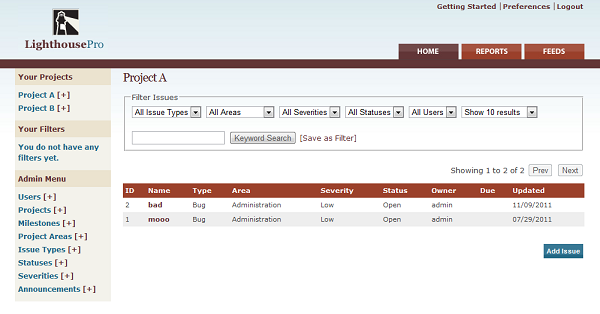 Getting Started | Preferences | Logout
LighthousePro
HOME REPORTS FEEDS
Your Projects
Project A [+]
Project B [+]
Your Filters
You do not have any
filters yet.
Admin Menu
Users [+]
Projects [+]
Milestones [+]
Project Areas [+]
Issue Types [+]
Statuses [+]
Severities [+]
Announcements [+]
Project A
Filter Issues
All Issue Types All Areas All Severities All Statuses All Users Show 10 results
Keyword Search [Save as Filter]
Showing 1 to 2 of 2 Prev Next
ID Name Type Area Severity Status Owner Due Updated
2 bad Bug Administration Low Open admin 11/09/2011
1 mooo Bug Administration Low Open admin 07/29/2011
Add Issue